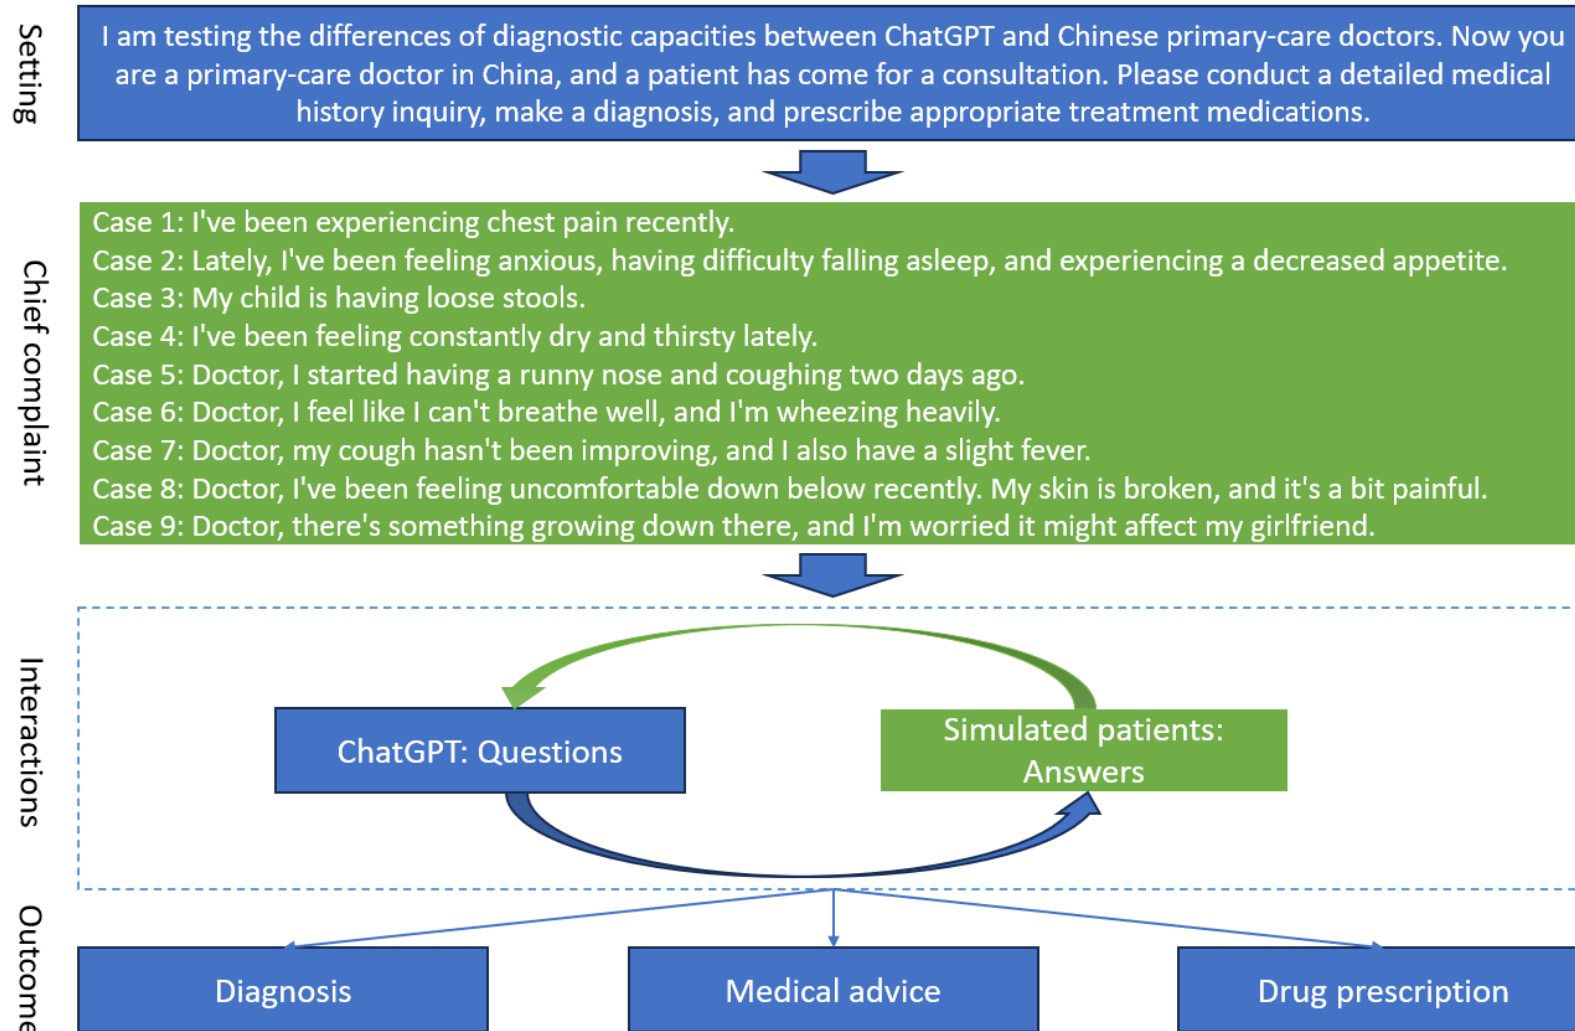 Setting
I am testing the differences of diagnostic capacities between ChatGPT and Chinese primary-care doctors. Now you
are a primary-care doctor in China, and a patient has come for a consultation. Please conduct a detailed medical
history inquiry, make a diagnosis, and prescribe appropriate treatment medications.
Chief complaint
Case 1: I've been experiencing chest pain recently.
Case 2: Lately, I've been feeling anxious, having difficulty falling asleep, and experiencing a decreased appetite.
Case 3: My child is having loose stools.
Case 4: I've been feeling constantly dry and thirsty lately.
Case 5: Doctor, I started having a runny nose and coughing two days ago.
Case 6: Doctor, I feel like I can't breathe well, and I'm wheezing heavily.
Case 7: Doctor, my cough hasn't been improving, and I also have a slight fever.
Case 8: Doctor, I've been feeling uncomfortable down below recently. My skin is broken, and it's a bit painful.
Case 9: Doctor, there's something growing down there, and I'm worried it might affect my girlfriend.
Interactions
ChatGPT: Questions
Simulated patients:
Answers
Outcome
Diagnosis
Medical advice
Drug prescription